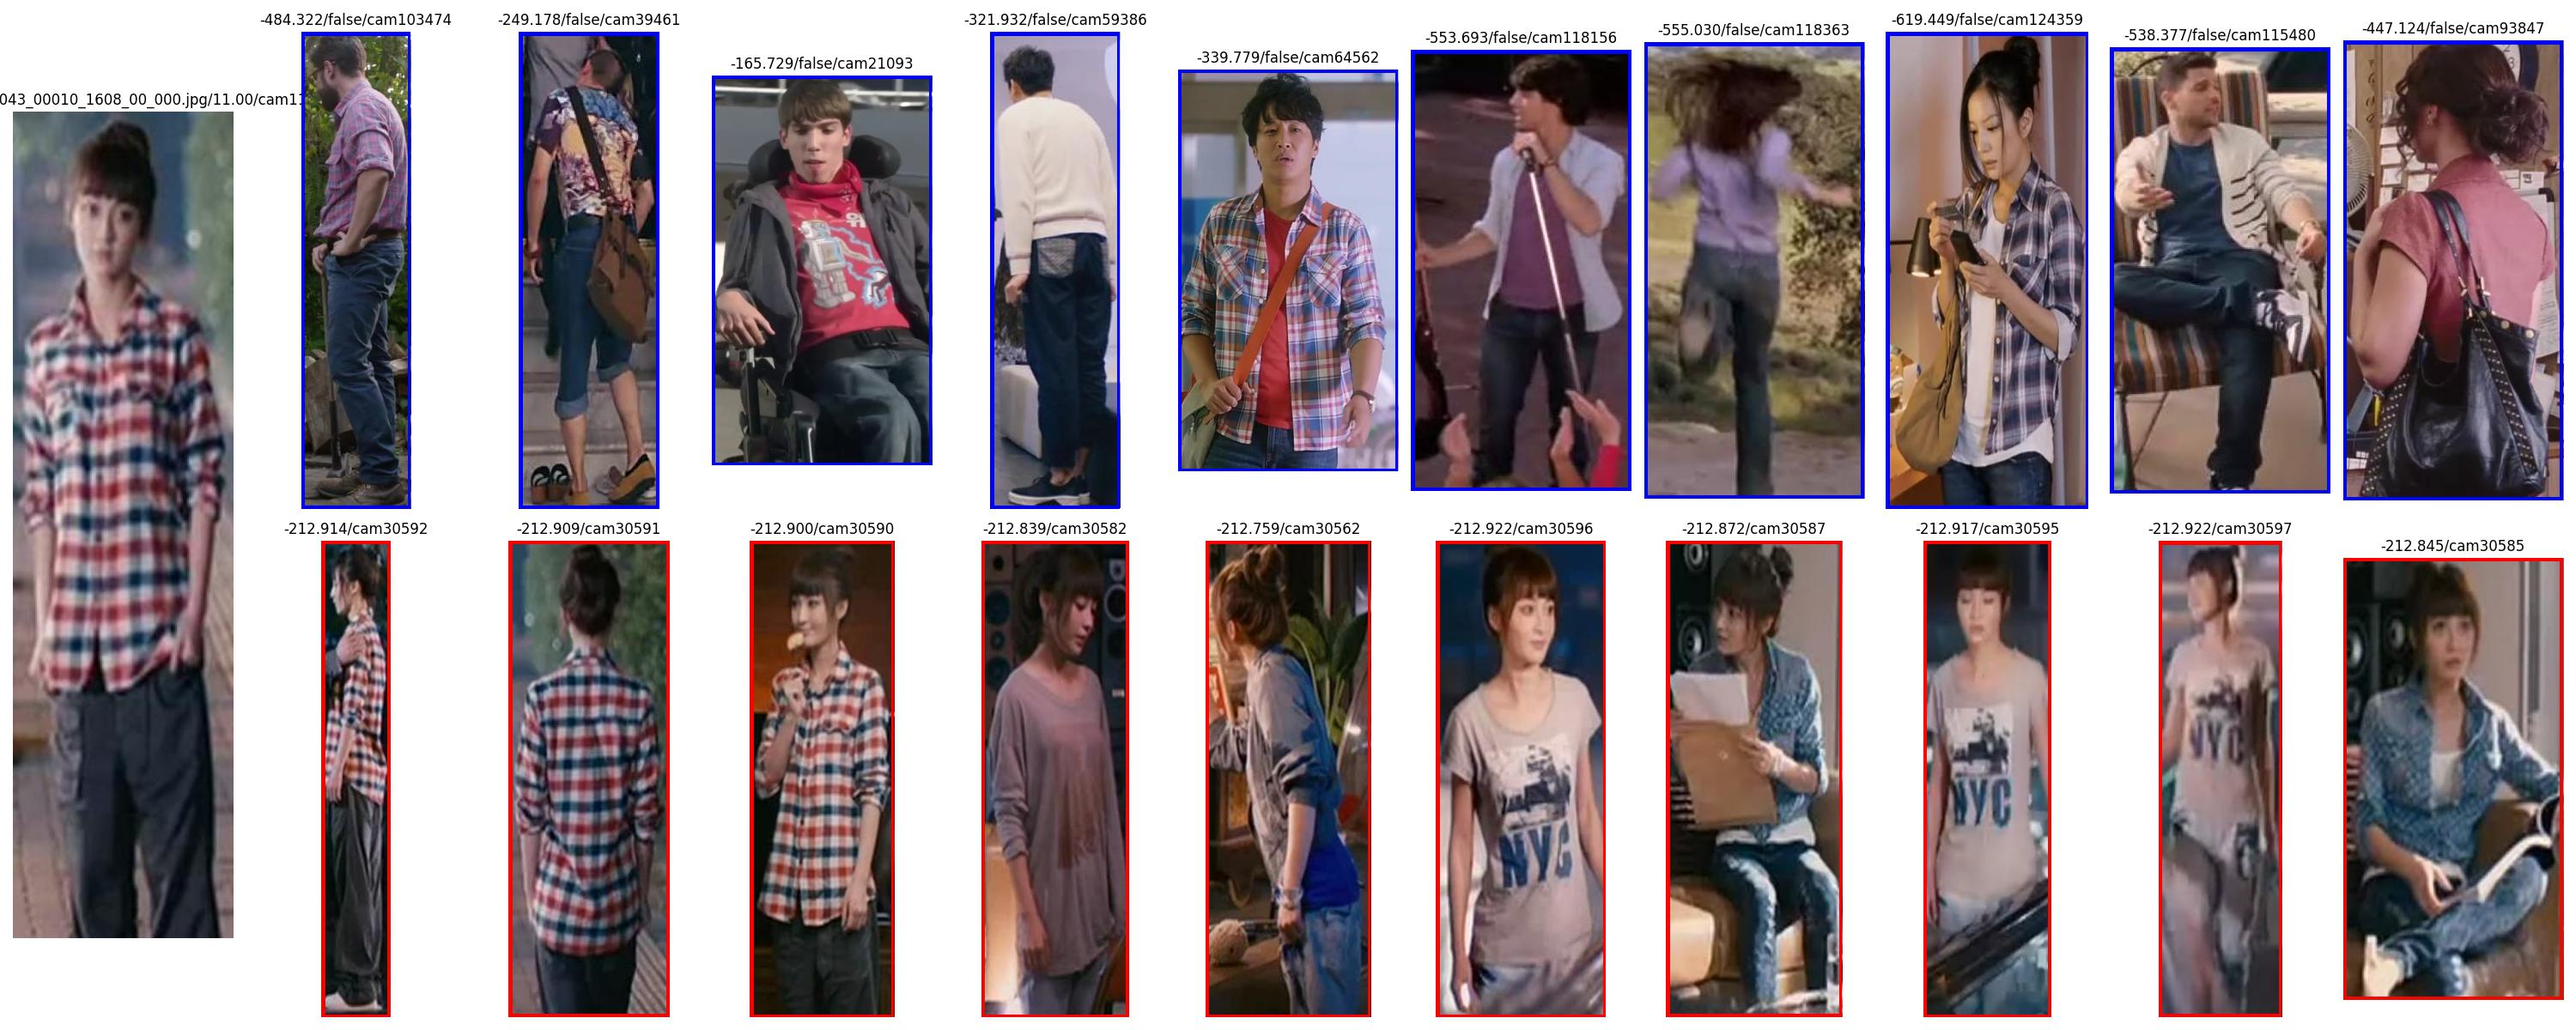 -484.322/false/cam103474
-249.178/false/cam39461
-165.729/false/cam21093
-321.932/false/cam59386
-339.779/false/cam64562
-553.693/false/cam118156
-555.030/false/cam118363
-619.449/false/cam124359
-538.377/false/cam115480
-447.124/false/cam93847
043_00010_1608_00_000.jpg/11.00/cam11
-212.914/cam30592
-212.909/cam30591
-212.900/cam30590
-212.839/cam30582
-212.759/cam30562
-212.922/cam30596
-212.872/cam30587
-212.917/cam30595
-212.922/cam30597
-212.845/cam30585
NYC
NYC
NYC